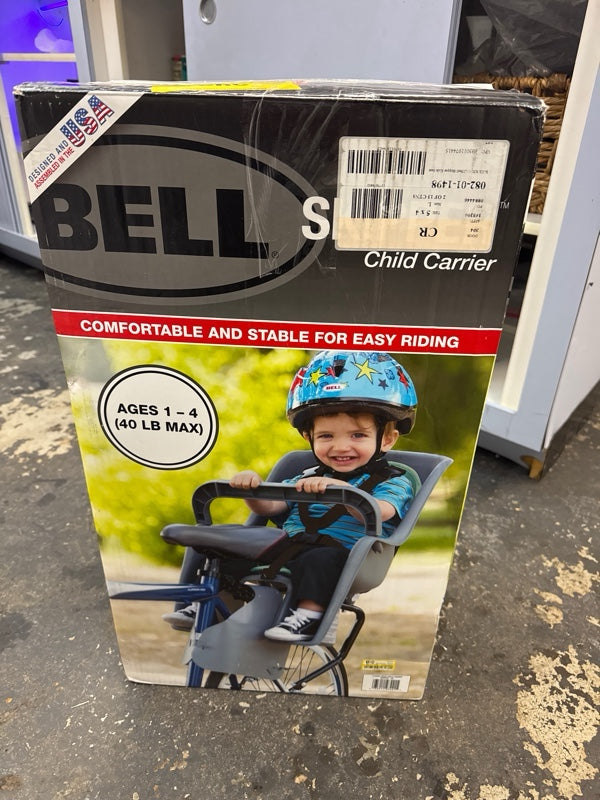 DESIGNED AND
ASSEMBLED IN THE
USA
BELL
®
TM
Child Carrier
COMFORTABLE AND STABLE FOR EASY RIDING
AGES 1 – 4
(40 LB MAX)
BELL
082-01-1498
CR